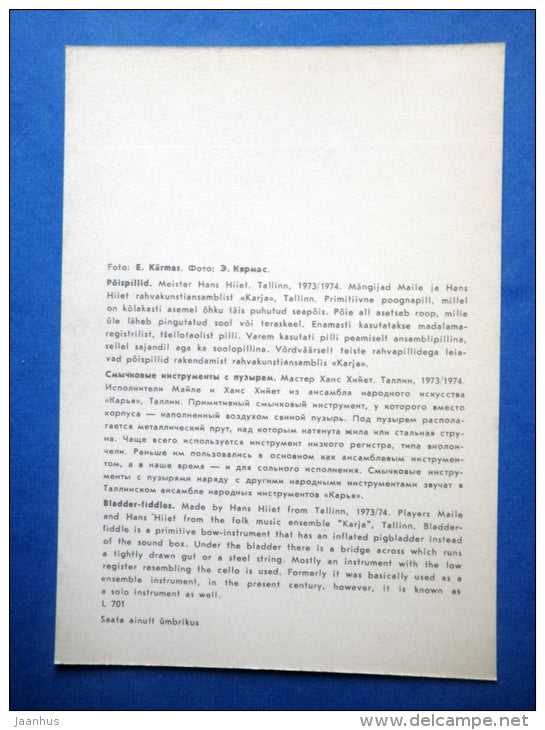 Foto: E. Kärmas. Фото: Э. Кярмас.
Põispillid. Meister Hans Hiiet. Tallinn, 1973/1974. Mängijad Maile ja Hans
Hiiet rahvakunstiansamblist «Karja», Tallinn. Primitiivne poognapill, millel
on kõlakasti asemel õhku täis puhutud seapõis. Põie all asetseb roop, mille
üle läheb pingutatud sool või teraskeel. Enamasti kasutatakse madalama-
registrilist, tšellotaolist pilli. Varem kasutati pilli peamiselt ansamblipillina,
sellel sajandil aga ka soolopillina. Võrdväärselt teiste rahvapillidega leia-
vad põispillid rakendamist rahvakunstiansamblis «Karja».
Смычковые инструменты с пузырем. Мастер Ханс Хийет. Таллин, 1973/1974.
Исполнители Майле и Ханс Хийет из ансамбля народного искусства
«Карья», Таллин. Примитивный смычковый инструмент, у которого вместо
корпуса — наполненный воздухом свиной пузырь. Под пузырем распола-
гается металлический прут, над которым натянута жила или стальная стру-
на. Чаще всего используется инструмент низкого регистра, типа виолон-
чели. Раньше им пользовались в основном как ансамблевым инструмен-
том, а в наше время — и для сольного исполнения. Смычковые инстру-
менты с пузырями наряду с другими народными инструментами звучат в
Таллинском ансамбле народных инструментов «Карья».
Bladder-fiddles. Made by Hans Hiiet from Tallinn, 1973/74. Players Maile
and Hans Hiiet from the folk music ensemble "Karja", Tallinn. Bladder-
fiddle is a primitive bow-instrument that has an inflated pigbladder instead
of the sound box. Under the bladder there is a bridge across which runs
a tightly drawn gut or a steel string. Mostly an instrument with the low
register resembling the cello is used. Formerly it was basically used as a
ensemble instrument, in the present century, however, it is known as
a solo instrument as well.
L 701
Saata ainult ümbrikus
jaanhus
www.delcampe.net